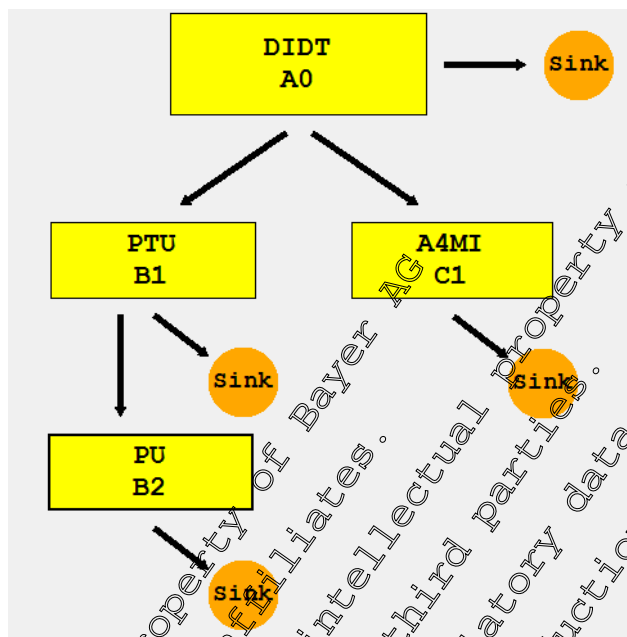 DIDT
A0
Sink
PTU
B1
A4MI
C1
Sink
Sink
PU
B2
Sink
of Bayer AG
affiliates.
intellectual property
third parties.
data